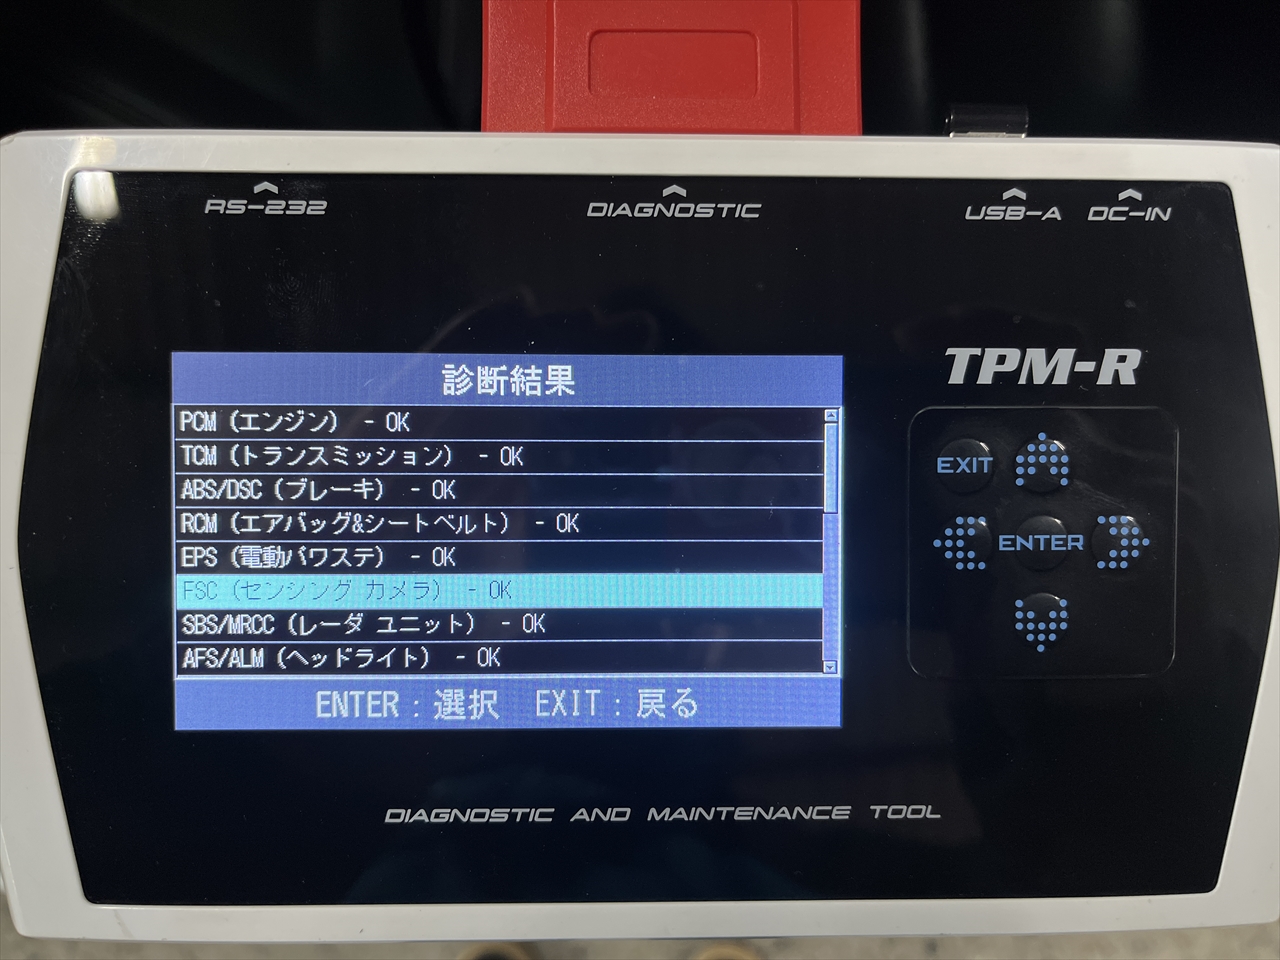 RS-232
DIAGNOSTIC
USB-A
DC-IN
TPM-R
診断結果
PCM (エンジン) - OK
TCM (トランスミッション) - OK
ABS/DSC (ブレーキ) - OK
RCM (エアバッグ&シートベルト) - OK
EPS (電動パワステ) - OK
FSC (センシング カメラ) - OK
SBS/MRCC (レーダ ユニット) - OK
AFS/ALM (ヘッドライト) - OK
ENTER : 選択 EXIT : 戻る
EXIT
ENTER
DIAGNOSTIC AND MAINTENANCE TOOL